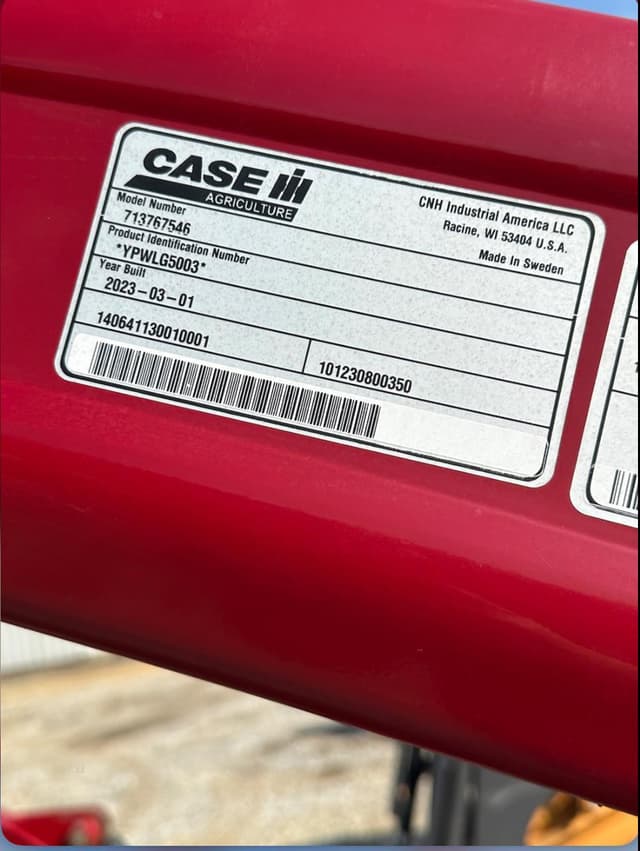 CASE IH
AGRICULTURE
CNH Industrial America LLC
Racine, WI 53404 U.S.A.
Made In Sweden
Model Number
713767546
Product Identification Number
*YPWLG5003*
Year Built
2023-03-01
140641130010001
101230800350